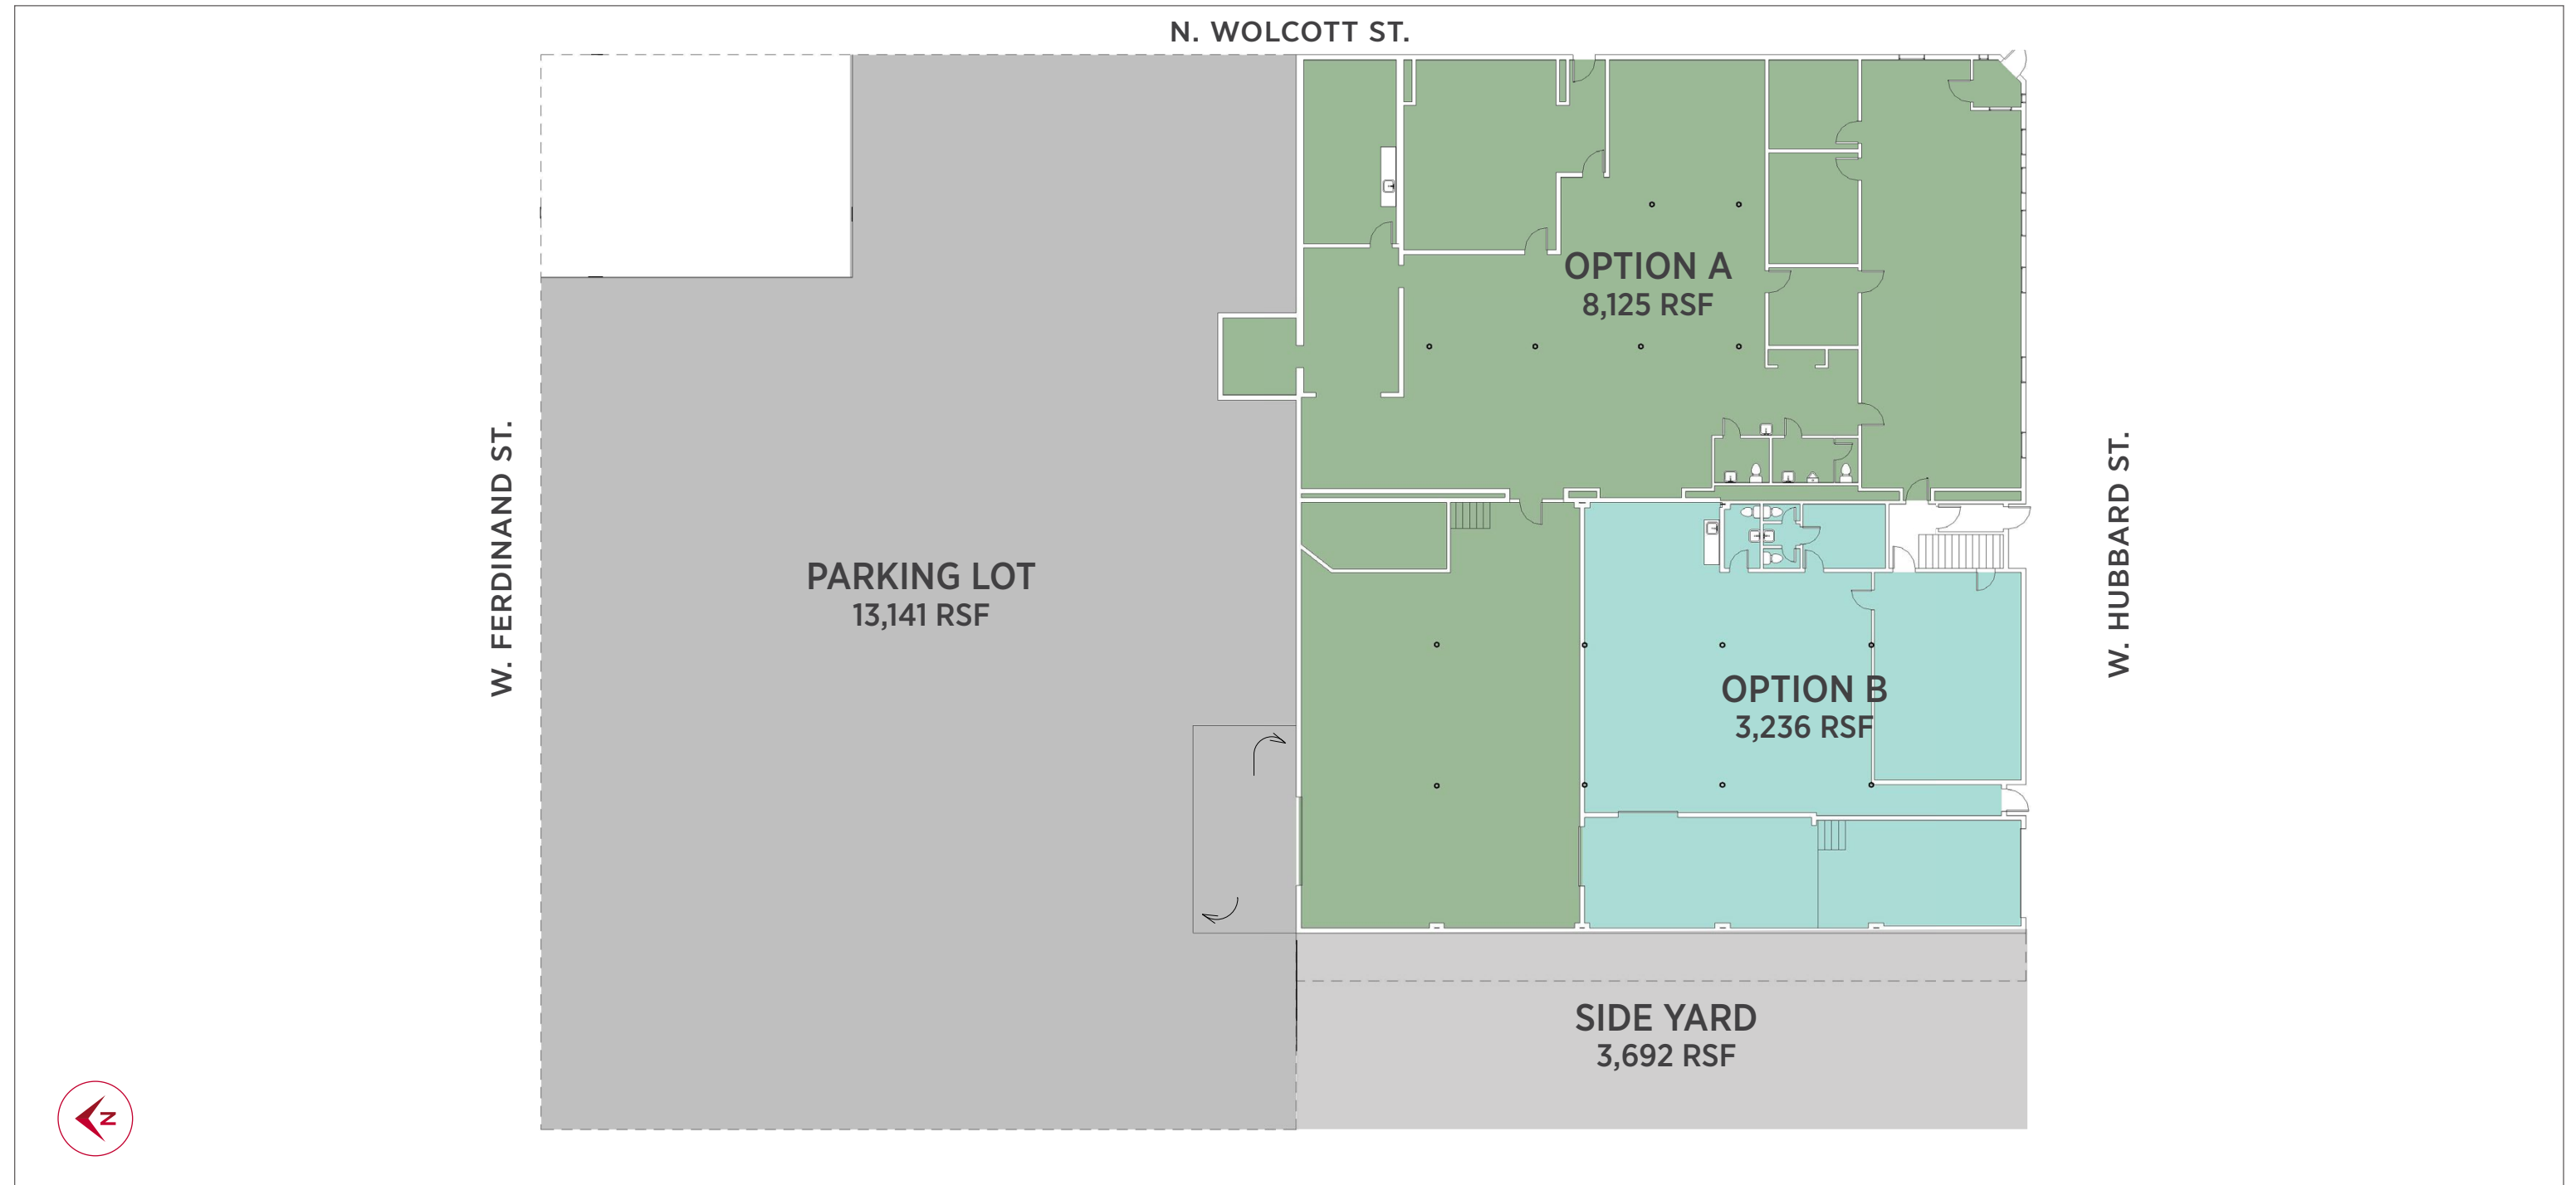 N. WOLCOTT ST.
OPTION A
8,125 RSF
W. FERDINAND ST.
PARKING LOT
13,141 RSF
W. HUBBARD ST.
OPTION B
3,236 RSF
SIDE YARD
3,692 RSF
N